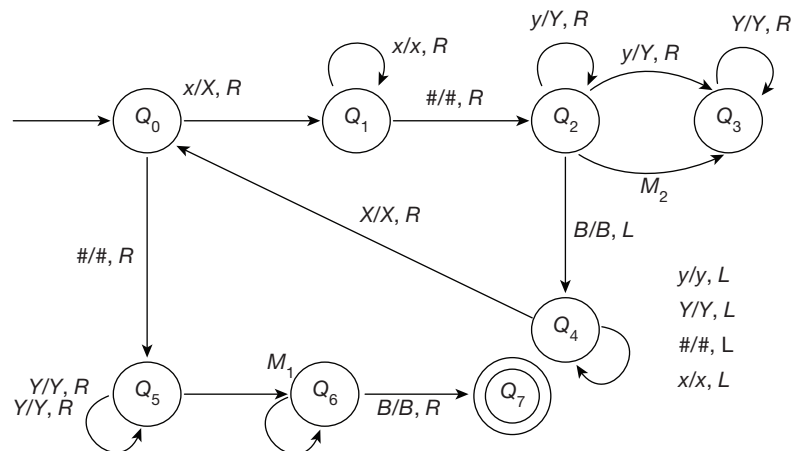 y/Y, R
Y/Y, R
x/x, R
y/Y, R
x/X, R
#/#, R
Q0
Q1
Q2
Q3
M2
X/X, R
B/B, L
#/#, R
y/y, L
Y/Y, L
Q4
#/#, L
x/x, L
M1
Y/Y, R
Y/Y, R
Q5
Q6
B/B, R
Q7